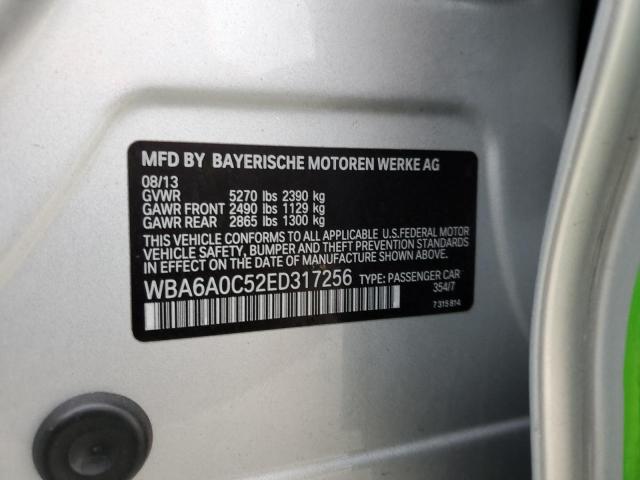 MFD BY BAYERISCHE MOTOREN WERKE AG
08/13
GVWR 5270 lbs 2390 kg
GAWR FRONT 2490 lbs 1129 kg
GAWR REAR 2865 lbs 1300 kg
THIS VEHICLE CONFORMS TO ALL APPLICABLE U.S.FEDERAL MOTOR
VEHICLE SAFETY, BUMPER, AND THEFT PREVENTION STANDARDS
IN EFFECT ON THE DATE OF MANUFACTURE SHOWN ABOVE.
WBA6A0C52ED317256 TYPE: PASSENGER CAR
354/7
7 315 814